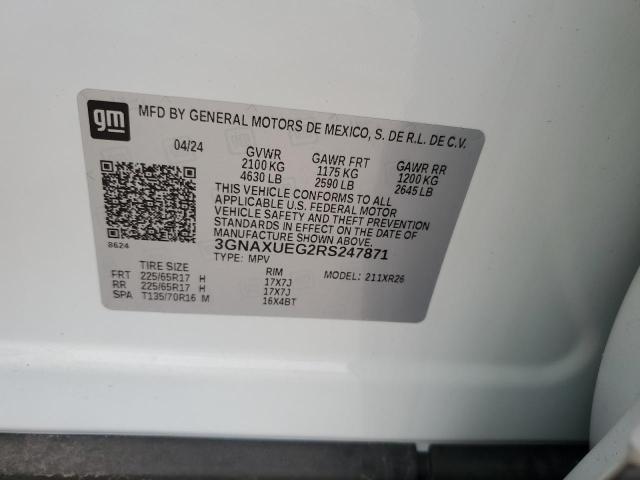 gm
MFD BY GENERAL MOTORS DE MEXICO, S. DE R.L. DE C.V.
04/24 GVWR GAWR FRT GAWR RR
2100 KG 1175 KG 1200 KG
4630 LB 2590 LB 2645 LB
THIS VEHICLE CONFORMS TO ALL
APPLICABLE U.S. FEDERAL MOTOR
VEHICLE SAFETY AND THEFT PREVENTION
STANDARDS IN EFFECT ON THE DATE OF
MANUFACTURE SHOWN ABOVE.
8624 3GNAXUEG2RS247871
TYPE: MPV MODEL: 211XR26
TIRE SIZE RIM
FRT 225/65R17 H 17X7J
RR 225/65R17 H 17X7J
SPA T135/70R16 M 16X4BT